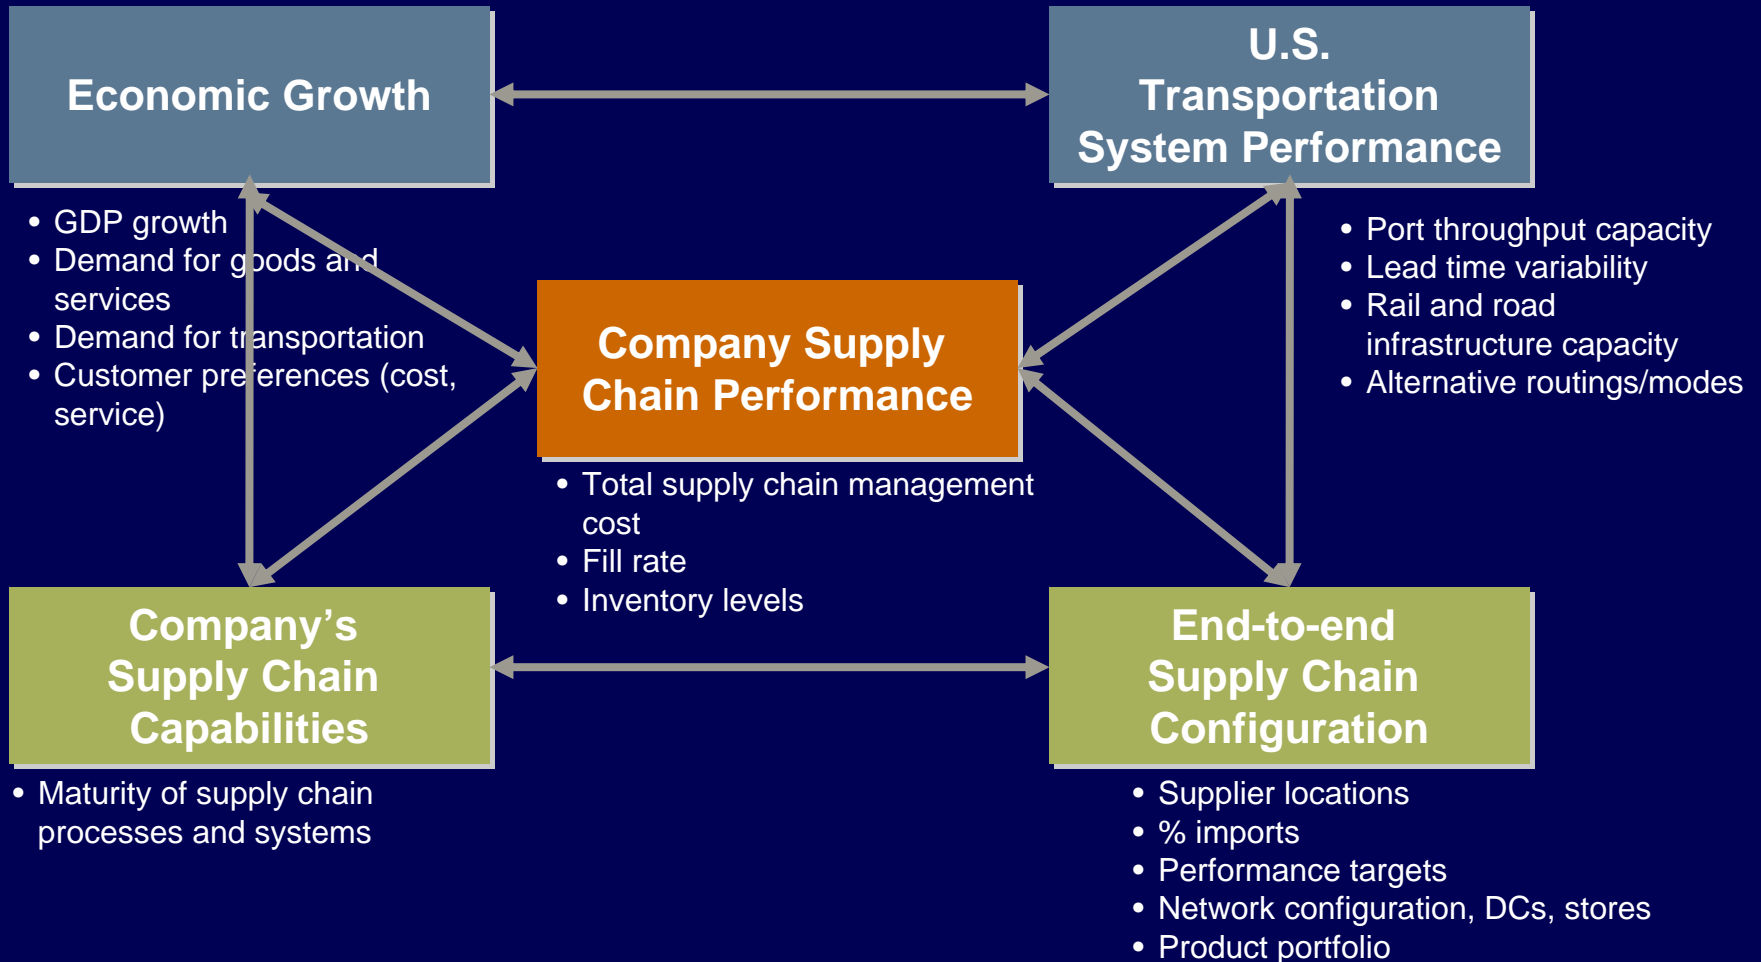 Economic Growth
U.S.
Transportation
System Performance
• GDP growth
• Demand for goods and
services
• Demand for transportation
• Customer preferences (cost,
service)
• Port throughput capacity
• Lead time variability
• Rail and road
infrastructure capacity
• Alternative routings/modes
Company Supply
Chain Performance
• Total supply chain management
cost
• Fill rate
• Inventory levels
Company’s
Supply Chain
Capabilities
• Maturity of supply chain
processes and systems
End-to-end
Supply Chain
Configuration
• Supplier locations
• % imports
• Performance targets
• Network configuration, DCs, stores
• Product portfolio